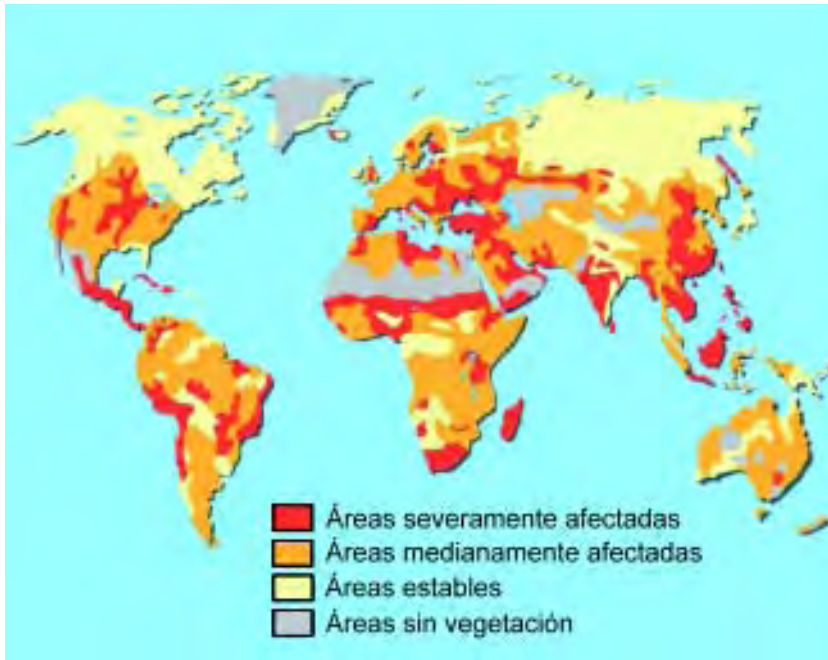 Áreas severamente afectadas
Áreas medianamente afectadas
Áreas estables
Áreas sin vegetación